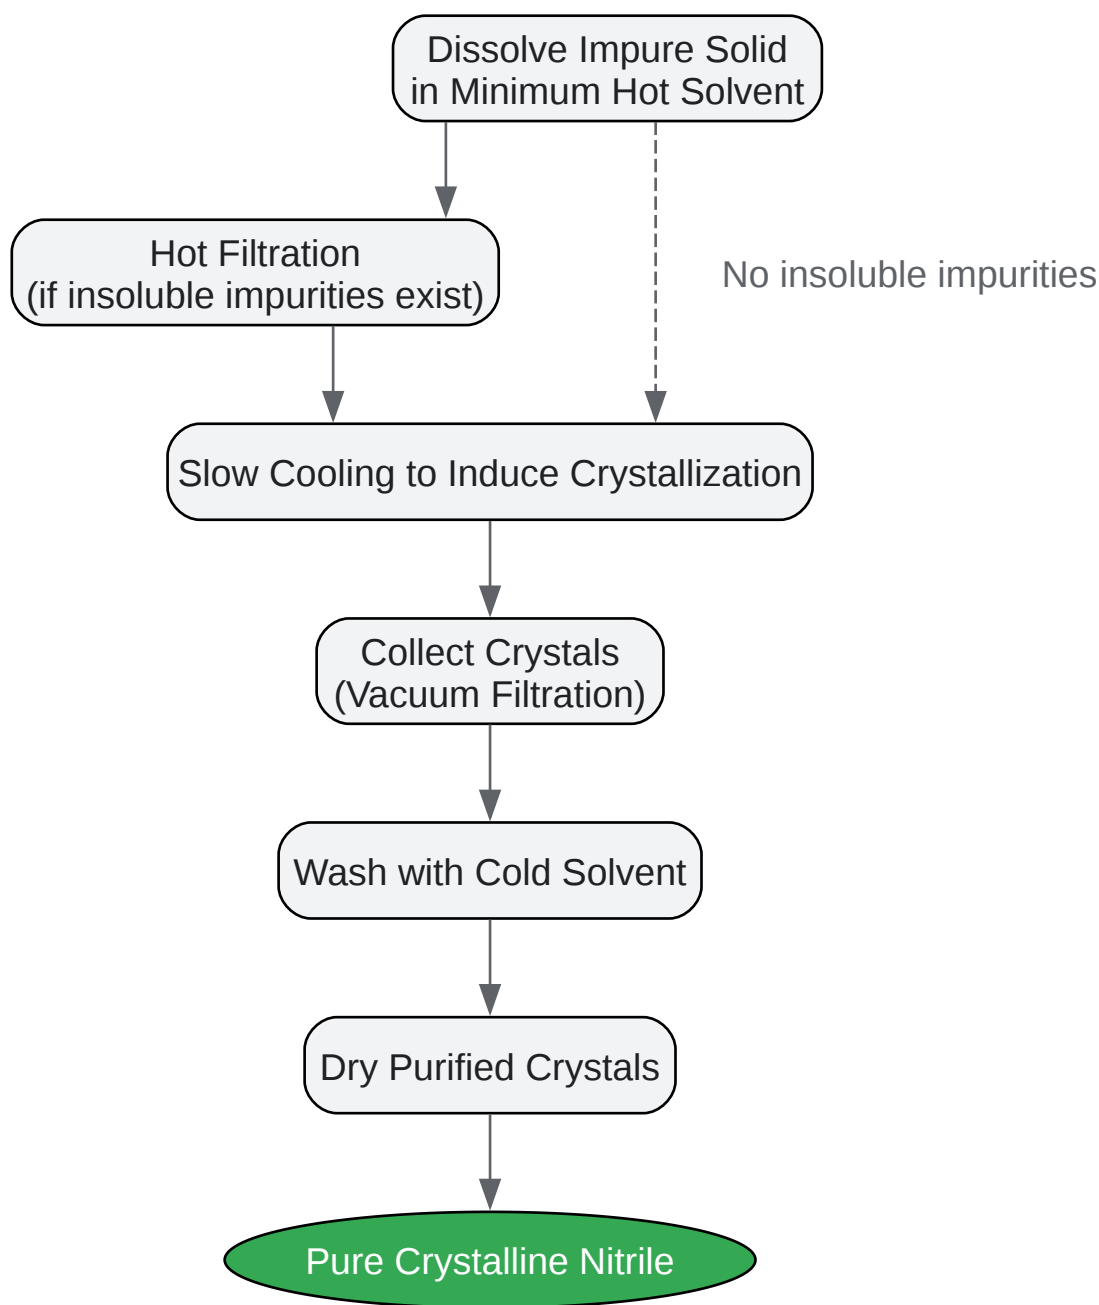 Dissolve Impure Solid
in Minimum Hot Solvent
Hot Filtration
(if insoluble impurities exist)
No insoluble impurities
Slow Cooling to Induce Crystallization
Collect Crystals
(Vacuum Filtration)
Wash with Cold Solvent
Dry Purified Crystals
Pure Crystalline Nitrile